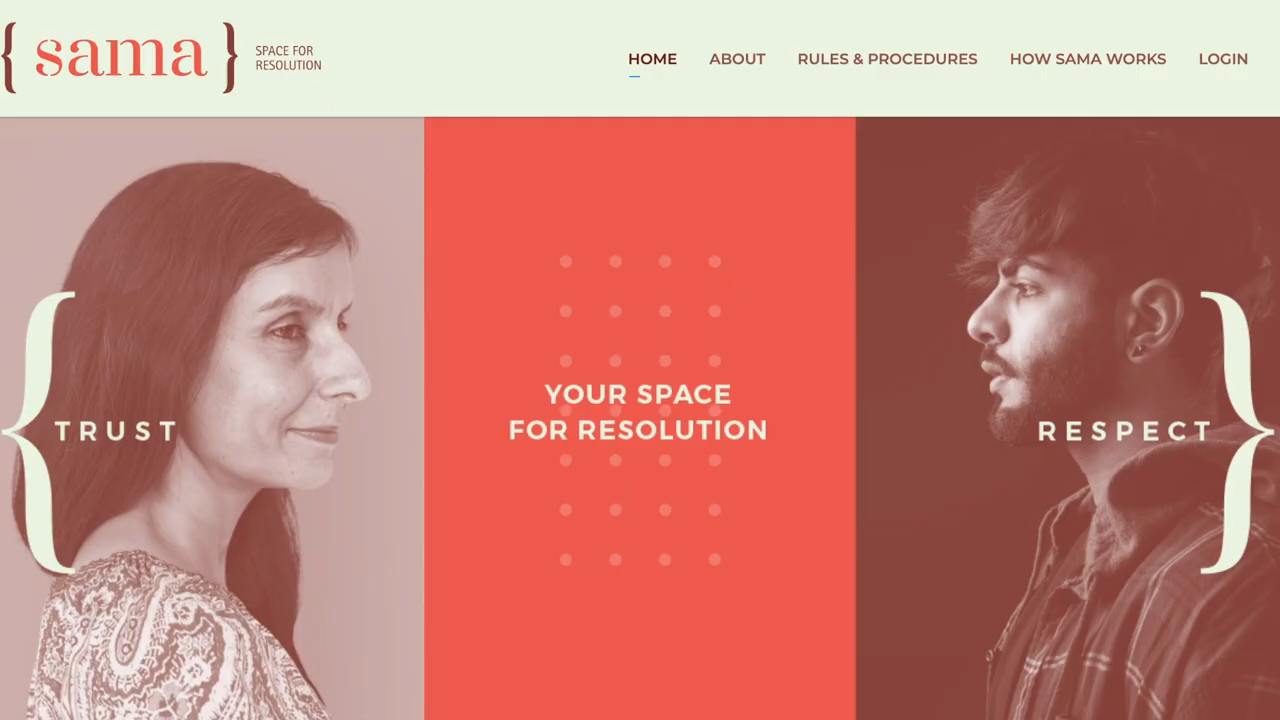 { sama } SPACE FOR
RESOLUTION
HOME ABOUT RULES & PROCEDURES HOW SAMA WORKS LOGIN
YOUR SPACE
FOR RESOLUTION
{ TRUST
RESPECT }